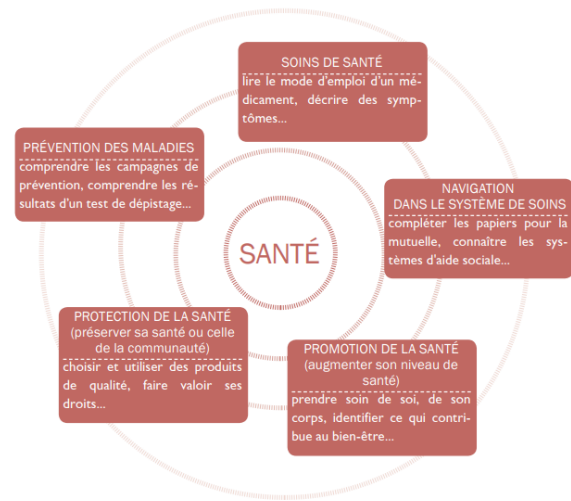 SOINS DE SANTÉ
lire le mode d'emploi d'un mé-
dicament, décrire des symp-
tômes...
PRÉVENTION DES MALADIES
comprendre les campagnes de
prévention, comprendre les ré-
sultats d'un test de dépistage...
NAVIGATION
DANS LE SYSTÈME DE SOINS
compléter les papiers pour la
mutuelle, connaître les sys-
tèmes d'aide sociale...
SANTÉ
PROTECTION DE LA SANTÉ
(préserver sa santé ou celle
de la communauté)
choisir et utiliser des produits
de qualité, faire valoir ses
droits...
PROMOTION DE LA SANTÉ
(augmenter son niveau de
santé)
prendre soin de soi, de son
corps, identifier ce qui contri-
bue au bien-être...